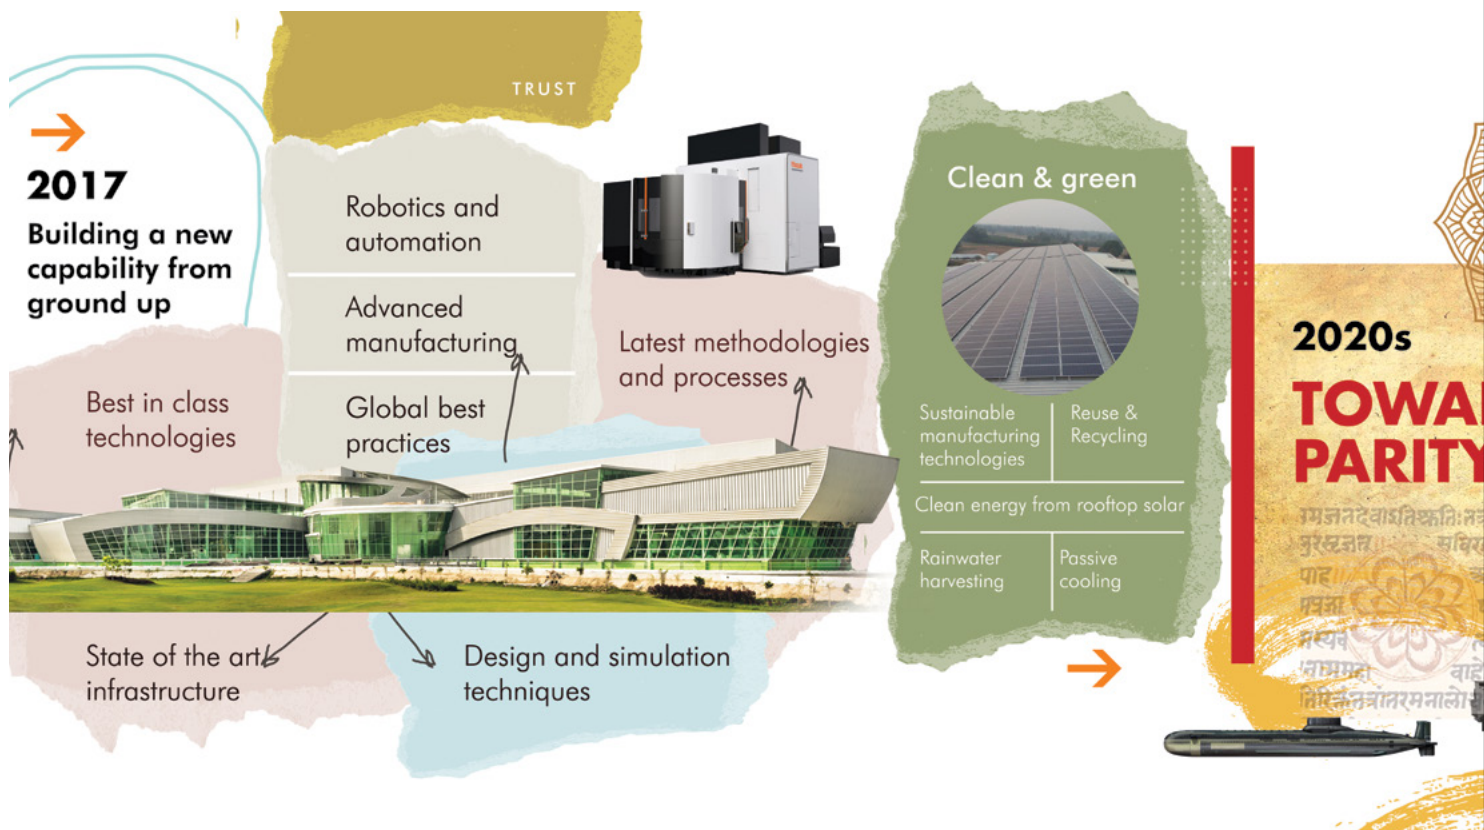 TRUST
2017
Building a new
capability from
ground up
Robotics and
automation
Advanced
manufacturing
Global best
practices
Best in class
technologies
Latest methodologies
and processes
State of the art
infrastructure
Design and simulation
techniques
Clean & green
Sustainable
manufacturing
technologies
Reuse &
Recycling
Clean energy from rooftop solar
Rainwater
harvesting
Passive
cooling
2020s
PARITY